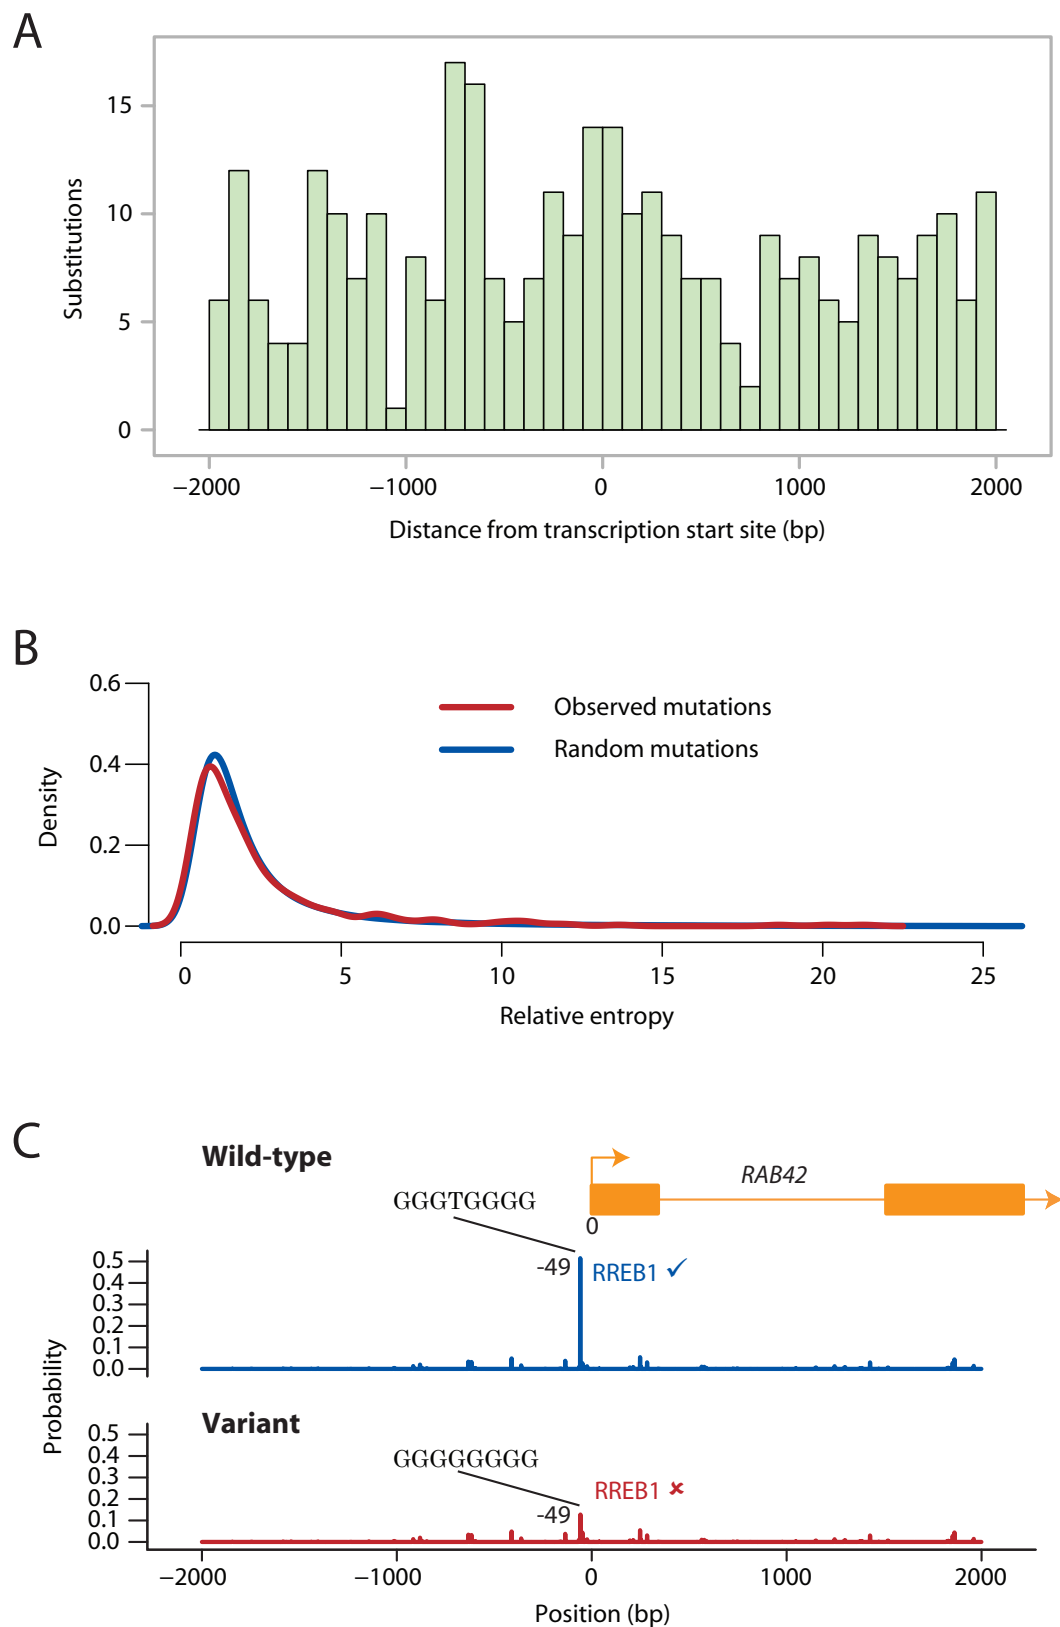 A
15
10
5
0
Substitutions
−2000
−1000
0
1000
2000
Distance from transcription start site (bp)
B
0.6
0.4
0.2
0.0
Density
Observed mutations
Random mutations
0
5
10
15
20
25
Relative entropy
C
Wild-type
RAB42
GGGTGGGG
0
-49
RREB1 ✓
0.5
0.4
0.3
0.2
0.1
0.0
Probability
Variant
GGGGGGGG
RREB1 ✘
-49
0.5
0.4
0.3
0.2
0.1
0.0
−2000
−1000
0
1000
2000
Position (bp)